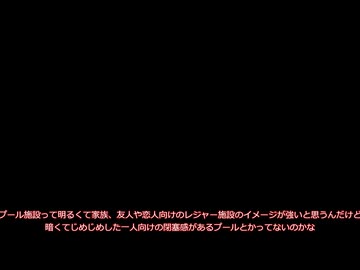 プール施設って明るくて家族、友人や恋人向けのレジャー施設のイメージが強いと思うんだけど
暗くてじめじめした一人向けの閉塞感があるプールとかってないのかな